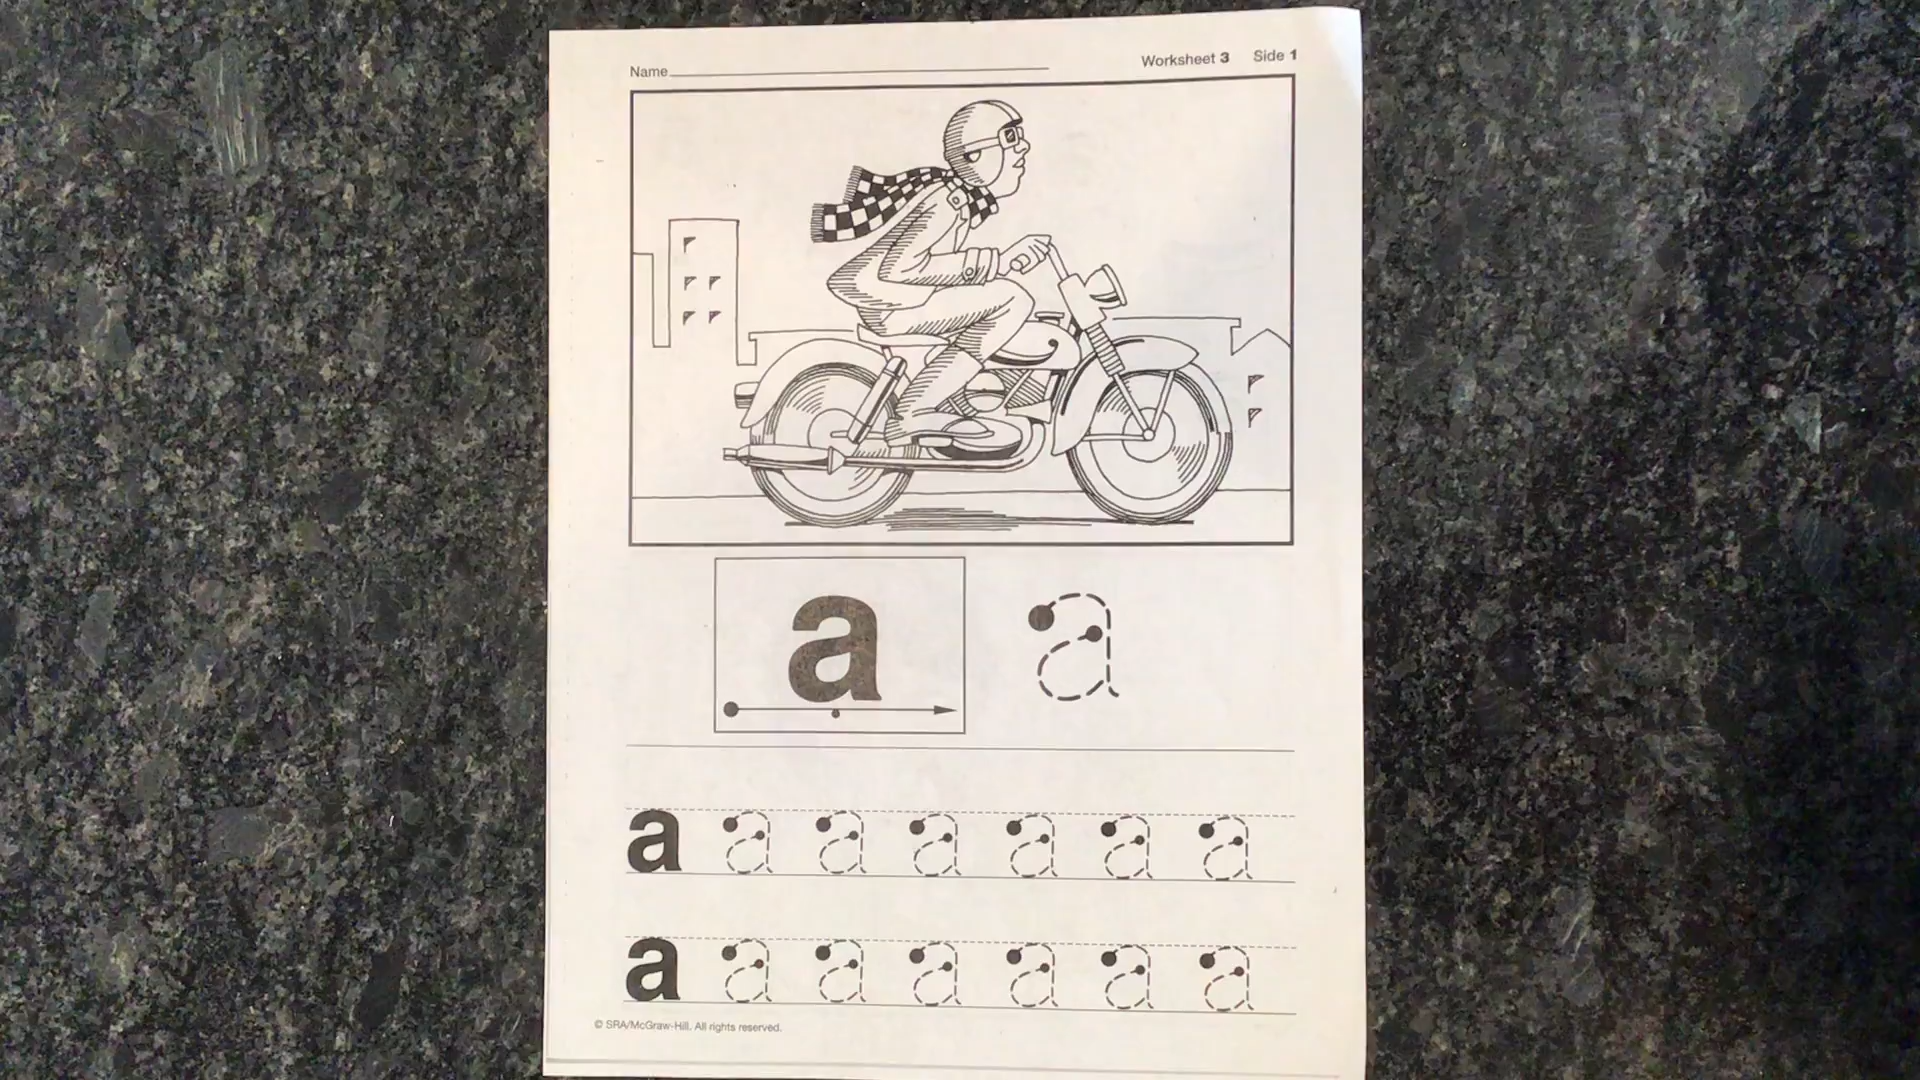 Name Worksheet 3 Side 1
a a
a a a a a a a
a a a a a a a
© SRA/McGraw-Hill. All rights reserved.